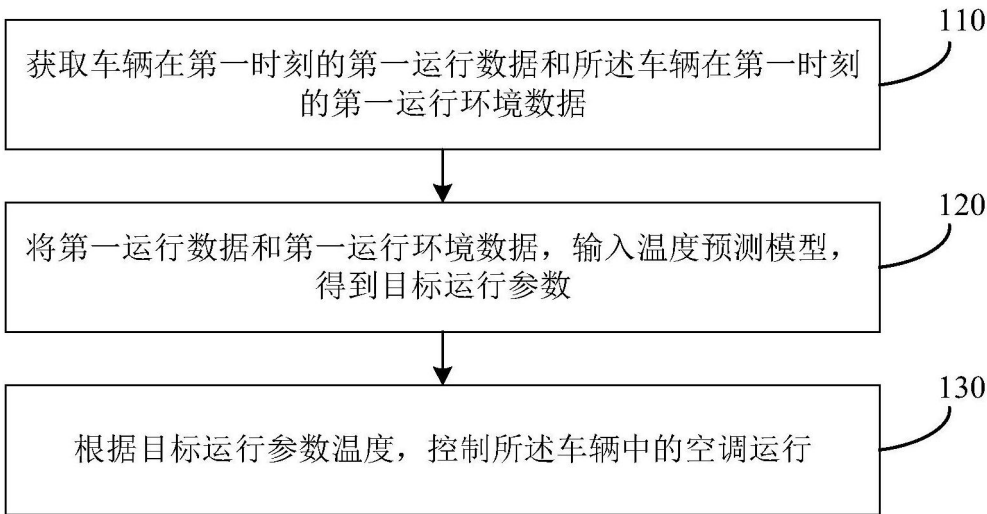 110
获取车辆在第一时刻的第一运行数据和所述车辆在第一时刻
的第一运行环境数据
120
将第一运行数据和第一运行环境数据，输入温度预测模型，
得到目标运行参数
130
根据目标运行参数温度，控制所述车辆中的空调运行